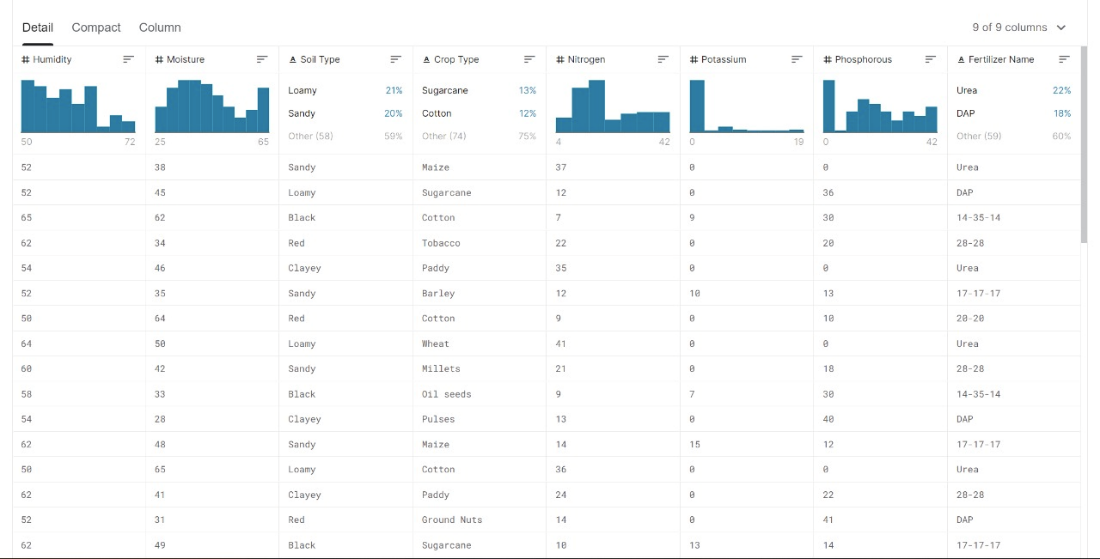 Detail Compact Column 9 of 9 columns
# Humidity # Moisture A Soil Type A Crop Type # Nitrogen # Potassium # Phosphorous A Fertilizer Name
Loamy 21% Sugarcane 13% Urea 22%
Sandy 20% Cotton 12% DAP 18%
Other (58) 59% Other (74) 75% Other (59) 60%
50 72 25 65 4 42 0 19 0 42
52 38 Sandy Maize 37 0 0 Urea
52 45 Loamy Sugarcane 12 0 36 DAP
65 62 Black Cotton 7 9 30 14-35-14
62 34 Red Tobacco 22 0 20 28-28
54 46 Clayey Paddy 35 0 0 Urea
52 35 Sandy Barley 12 10 13 17-17-17
50 64 Red Cotton 9 0 10 20-20
64 50 Loamy Wheat 41 0 0 Urea
60 42 Sandy Millets 21 0 18 28-28
58 33 Black Oil seeds 9 7 30 14-35-14
54 28 Clayey Pulses 13 0 40 DAP
62 48 Sandy Maize 14 15 12 17-17-17
50 65 Loamy Cotton 36 0 0 Urea
62 41 Clayey Paddy 24 0 22 28-28
52 31 Red Ground Nuts 14 0 41 DAP
62 49 Black Sugarcane 10 13 14 17-17-17